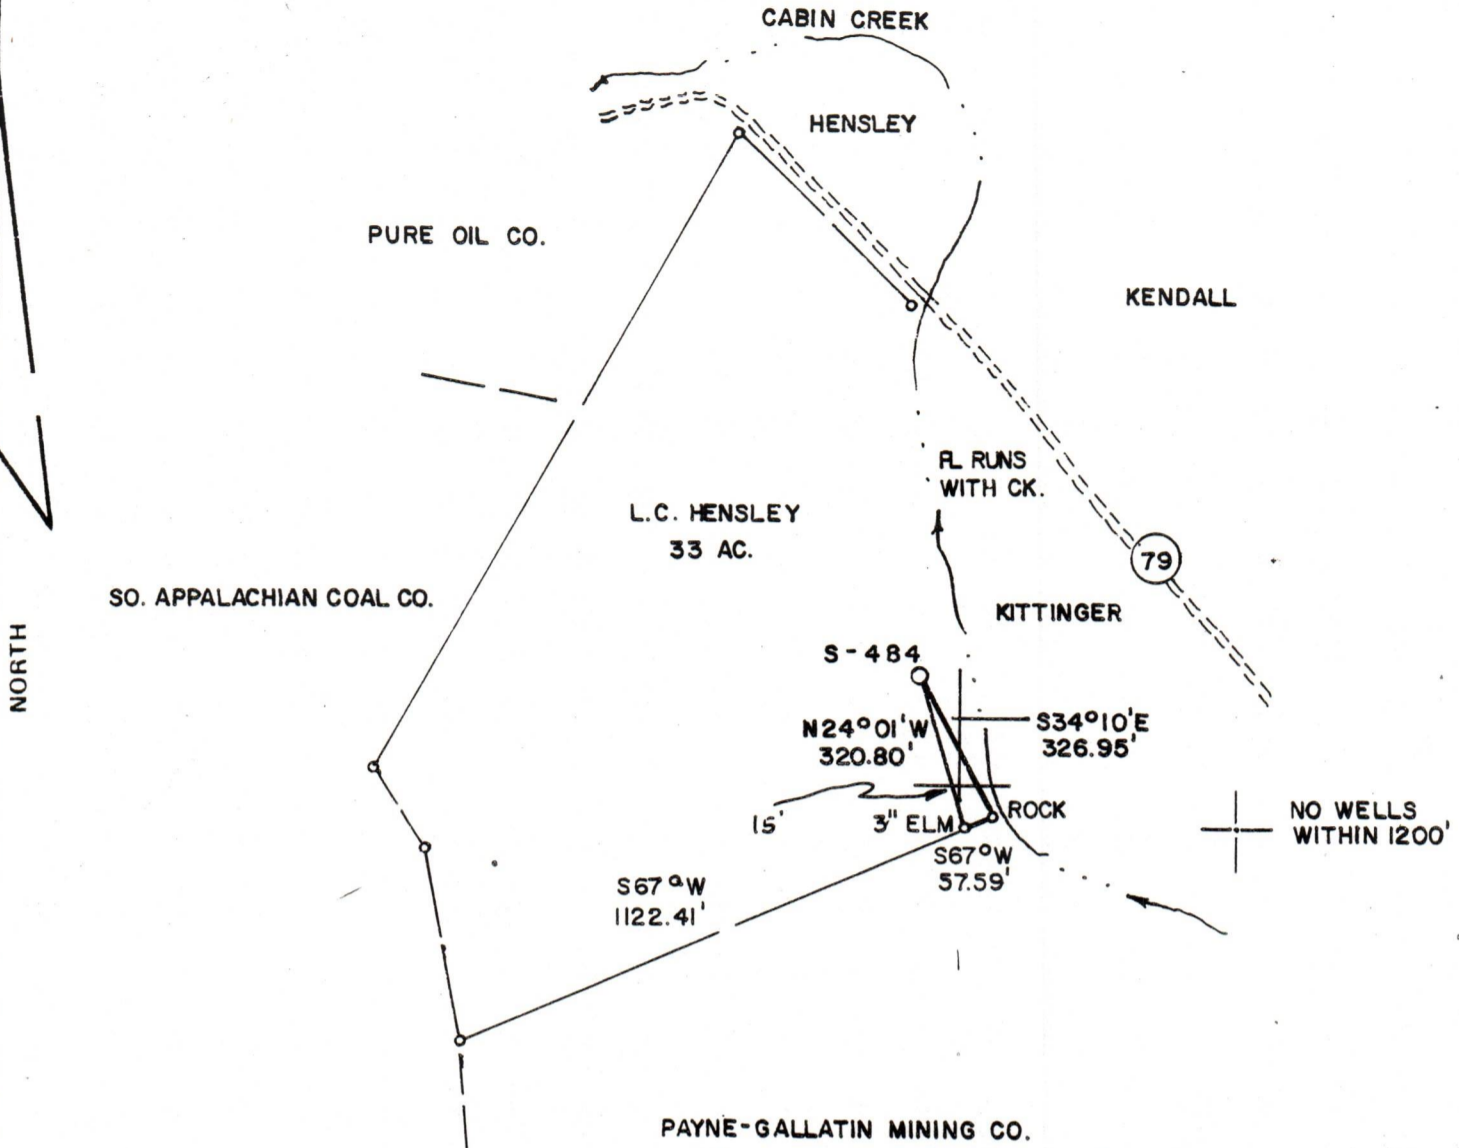 CABIN CREEK
HENSLEY
PURE OIL CO.
KENDALL
PL RUNS
WITH CK.
L.C. HENSLEY
33 AC.
79
SO. APPALACHIAN COAL CO.
KITTINGER
NORTH
S-484
N24°01'W
320.80'
S34°10'E
326.95'
15'
3" ELM
ROCK
NO WELLS
WITHIN 1200'
S67°W
57.59'
S67°W
1122.41'
PAYNE-GALLATIN MINING CO.